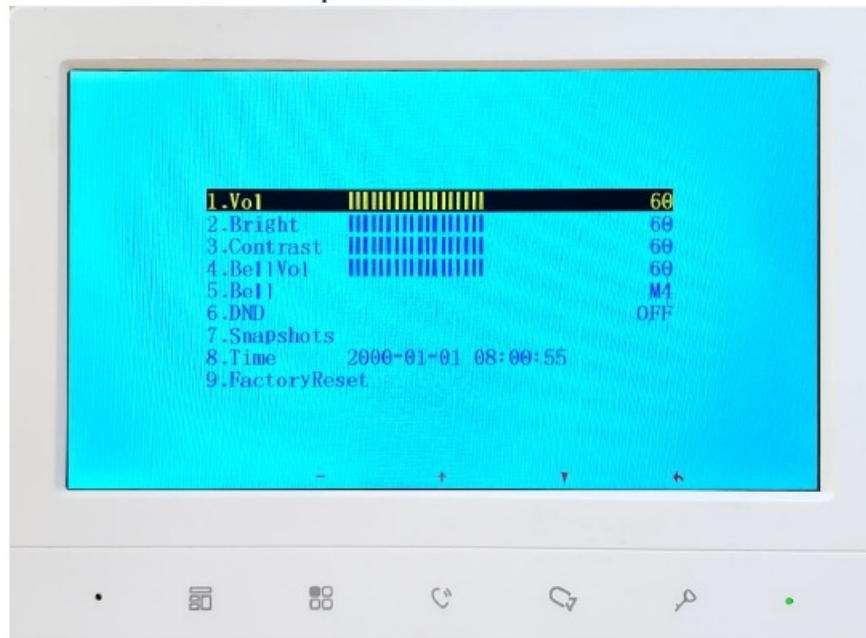 1.Vol 60
2.Bright 60
3.Contrast 60
4.BellVol 60
5.Bell M4
6.DND OFF
7.Snapshots
8.Time 2000-01-01 08:00:55
9.FactoryReset
- +